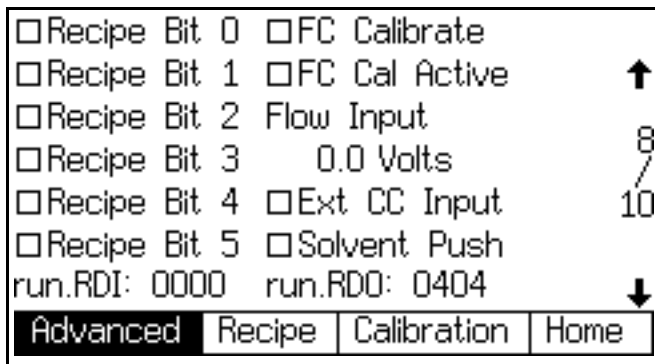 □Recipe Bit 0 □FC Calibrate
□Recipe Bit 1 □FC Cal Active ↑
□Recipe Bit 2 Flow Input
□Recipe Bit 3 0.0 Volts 8/10
□Recipe Bit 4 □Ext CC Input
□Recipe Bit 5 □Solvent Push
run.RDI: 0000 run.RDO: 0404 ↓
Advanced Recipe Calibration Home